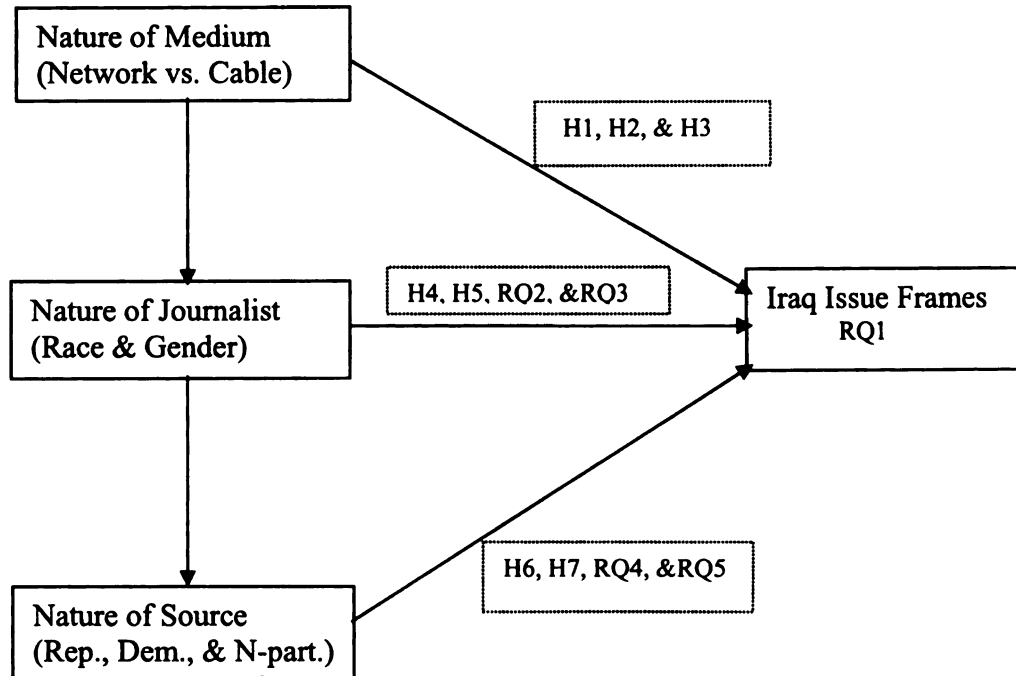 Nature of Medium
(Network vs. Cable)
H1, H2, & H3
H4, H5, RQ2, &RQ3
Nature of Journalist
(Race & Gender)
Iraq Issue Frames
RQ1
H6, H7, RQ4, &RQ5
Nature of Source
(Rep., Dem., & N-part.)